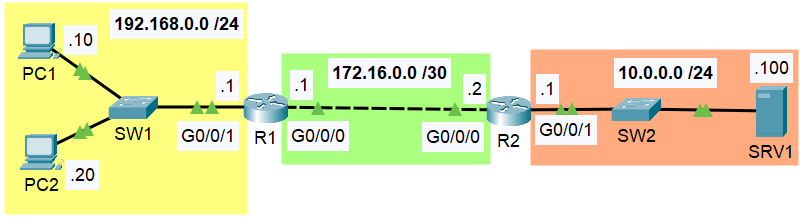 192.168.0.0 /24
.10
PC1
.1
SW1
G0/0/1
R1
PC2
.20
172.16.0.0 /30
.1
.2
G0/0/0
G0/0/0
R2
10.0.0.0 /24
.1
.100
G0/0/1
SW2
SRV1